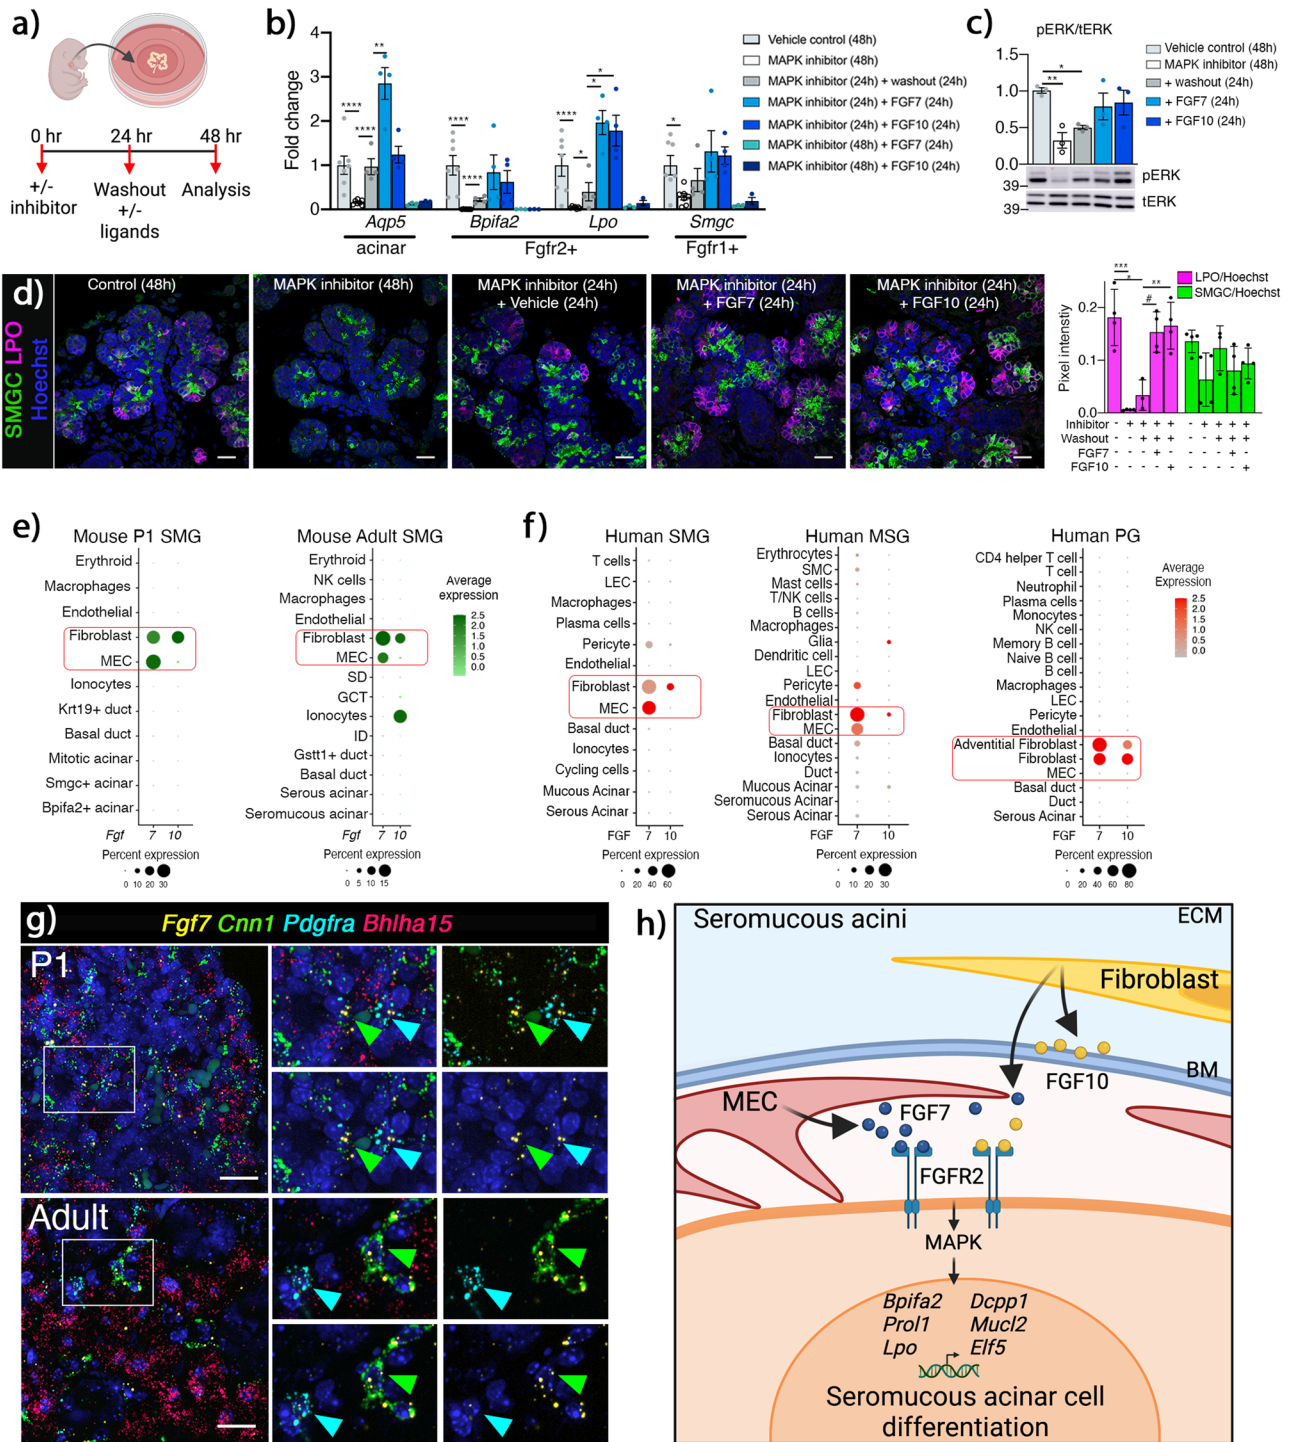 a)
0 hr 24 hr 48 hr
+/-
inhibitor
Washout
+/-
ligands
Analysis
b)
Fold change
4
3
2
1
0
**** **** ** **** **** **** * * * *
Aqp5 Bpifa2 Lpo Smgc
acinar Fgfr2+ Fgfr1+
Vehicle control (48h)
MAPK inhibitor (48h)
MAPK inhibitor (24h) + washout (24h)
MAPK inhibitor (24h) + FGF7 (24h)
MAPK inhibitor (24h) + FGF10 (24h)
MAPK inhibitor (48h) + FGF7 (24h)
MAPK inhibitor (48h) + FGF10 (24h)
c)
pERK/tERK
1.5
1.0
0.5
0.0
** *
Vehicle control (48h)
MAPK inhibitor (48h)
+ washout (24h)
+ FGF7 (24h)
+ FGF10 (24h)
39 pERK
39 tERK
d)
SMGC LPO
Hoechst
Control (48h)
MAPK inhibitor (48h)
MAPK inhibitor (24h)
+ Vehicle (24h)
MAPK inhibitor (24h)
+ FGF7 (24h)
MAPK inhibitor (24h)
+ FGF10 (24h)
LPO/Hoechst
SMGC/Hoechst
Pixel intenstiy
0.2
0.1
0.0
*** * # **
Inhibitor - + + + + - + + + +
Washout - - + + + - - + + +
FGF7 - - - + - - - - + -
FGF10 - - - - + - - - - +
e)
Mouse P1 SMG
Erythroid
Macrophages
Endothelial
Fibroblast
MEC
Ionocytes
Krt19+ duct
Basal duct
Mitotic acinar
Smgc+ acinar
Bpifa2+ acinar
Fgf 7 10
Percent expression
0 10 20 30
Mouse Adult SMG
Erythroid
NK cells
Macrophages
Endothelial
Fibroblast
MEC
SD
GCT
Ionocytes
ID
Gstt1+ duct
Basal duct
Serous acinar
Seromucous acinar
Fgf 7 10
Percent expression
0 5 10 15
Average
expression
2.5
2.0
1.5
1.0
0.5
0.0
f)
Human SMG
T cells
LEC
Macrophages
Plasma cells
Pericyte
Endothelial
Fibroblast
MEC
Basal duct
Ionocytes
Cycling cells
Mucous Acinar
Serous Acinar
FGF 7 10
Percent expression
0 20 40 60
Human MSG
Erythrocytes
SMC
Mast cells
T/NK cells
B cells
Macrophages
Glia
Dendritic cell
LEC
Pericyte
Endothelial
Fibroblast
MEC
Basal duct
Ionocytes
Duct
Mucous Acinar
Seromucous Acinar
Serous Acinar
FGF 7 10
Percent expression
0 10 20 30
Human PG
CD4 helper T cell
T cell
Neutrophil
Plasma cells
Monocytes
NK cell
Memory B cell
Naive B cell
B cell
Macrophages
LEC
Pericyte
Endothelial
Adventitial Fibroblast
Fibroblast
MEC
Basal duct
Duct
Serous Acinar
FGF 7 10
Percent expression
0 20 40 60 80
Average
Expression
2.5
2.0
1.5
1.0
0.5
0.0
g)
Fgf7 Cnn1 Pdgfra Bhlha15
P1
Adult
h)
Seromucous acini
ECM
Fibroblast
BM
FGF10
MEC
FGF7
FGFR2
MAPK
Bpifa2 Dcpp1
Prol1 Mucl2
Lpo Elf5
Seromucous acinar cell
differentiation